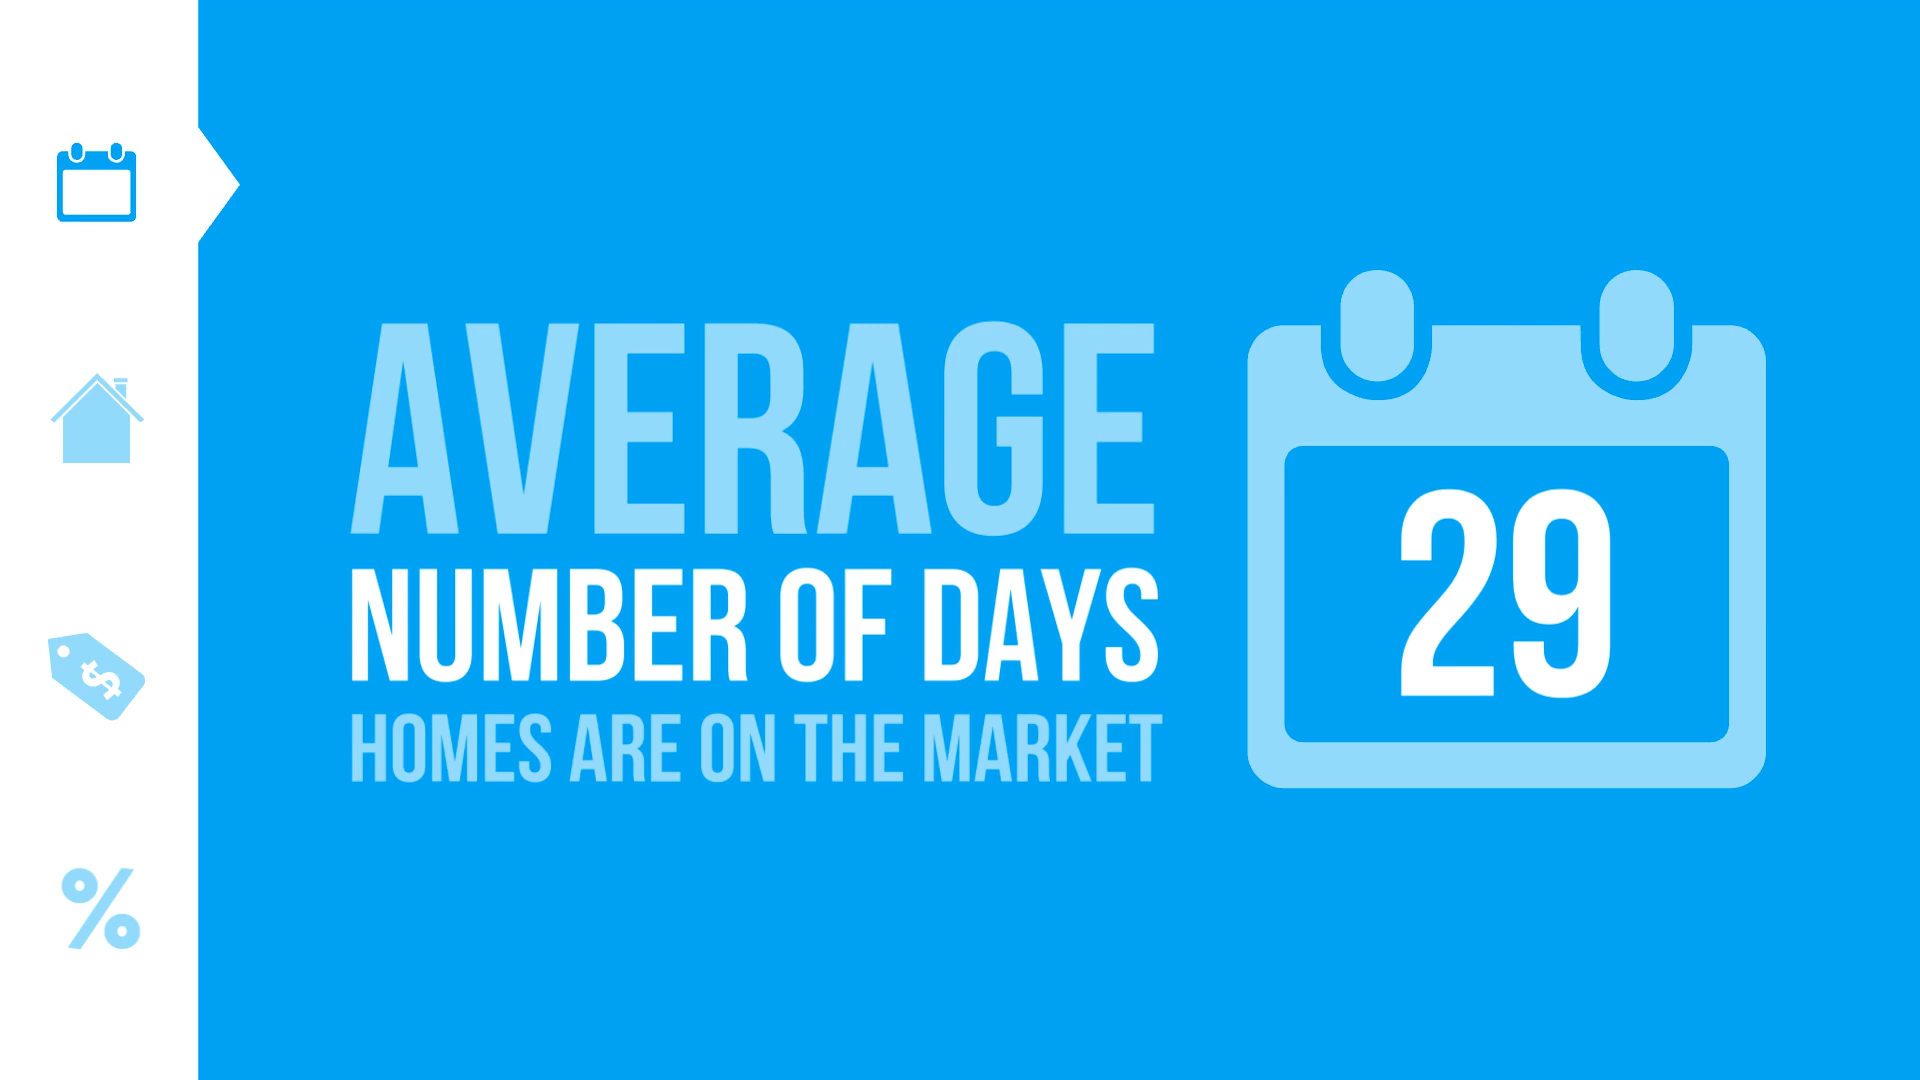 AVERAGE
NUMBER OF DAYS
HOMES ARE ON THE MARKET
29
$
%